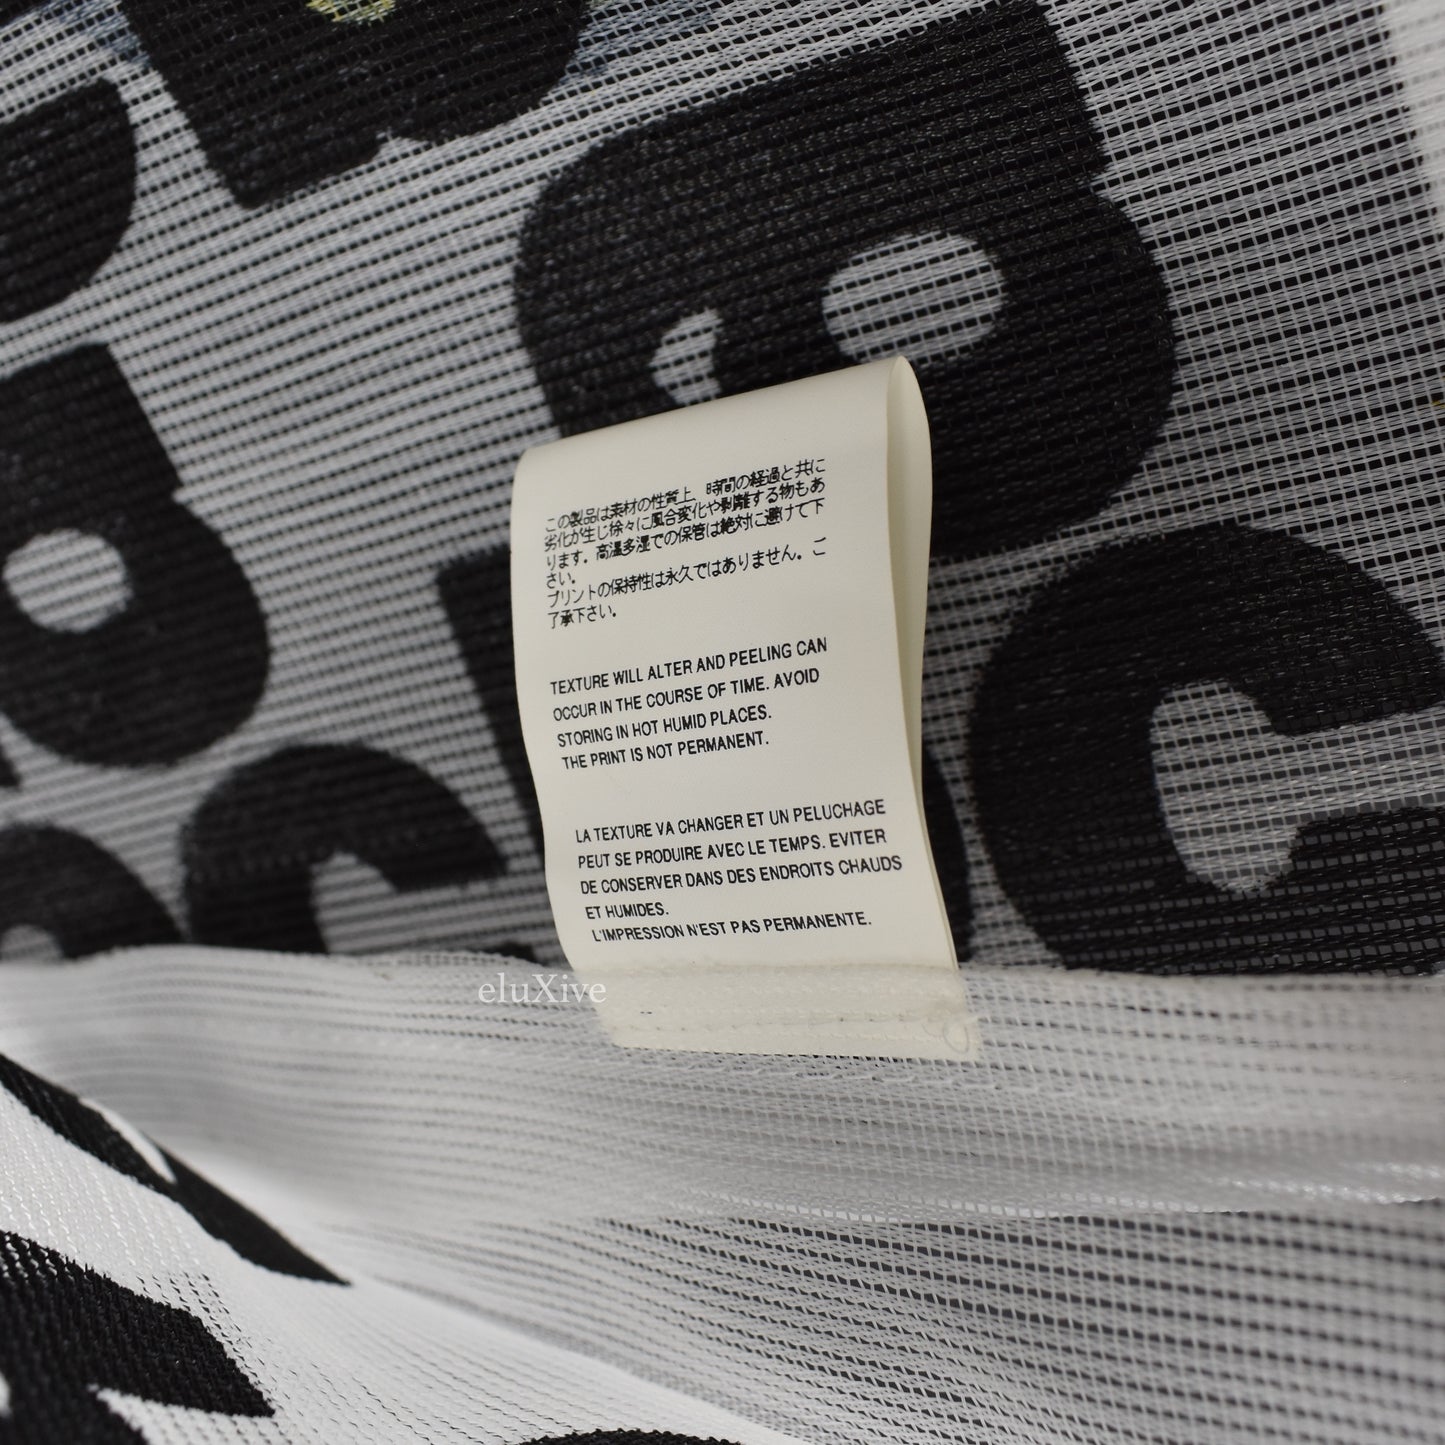 この製品は素材の性質上、時間の経過と共に
劣化が生じ徐々に風合変化や剥離する物もあ
ります。高温多湿での保管は絶対に避けて下
さい。
プリントの保持性は永久ではありません。ご
了承下さい。
TEXTURE WILL ALTER AND PEELING CAN
OCCUR IN THE COURSE OF TIME. AVOID
STORING IN HOT HUMID PLACES.
THE PRINT IS NOT PERMANENT.
LA TEXTURE VA CHANGER ET UN PELUCHAGE
PEUT SE PRODUIRE AVEC LE TEMPS. EVITER
DE CONSERVER DANS DES ENDROITS CHAUDS
ET HUMIDES.
L'IMPRESSION N'EST PAS PERMANENTE.
eluXive